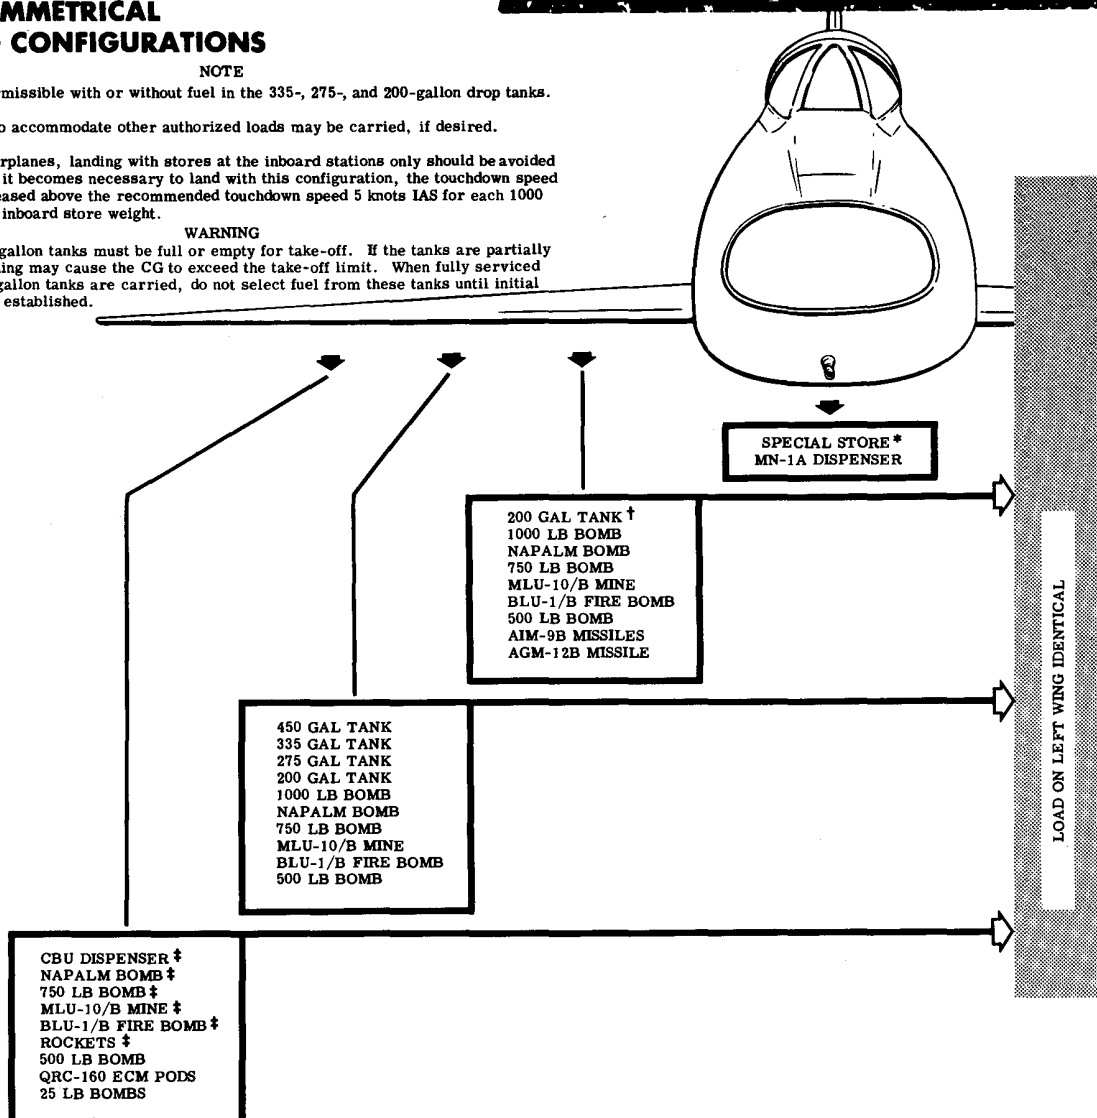 MMETRICAL
CONFIGURATIONS
NOTE
missible with or without fuel in the 335-, 275-, and 200-gallon drop tanks.
o accommodate other authorized loads may be carried, if desired.
rplanes, landing with stores at the inboard stations only should be avoided
it becomes necessary to land with this configuration, the touchdown speed
eased above the recommended touchdown speed 5 knots IAS for each 1000
inboard store weight.
WARNING
gallon tanks must be full or empty for take-off. If the tanks are partially
ing may cause the CG to exceed the take-off limit. When fully serviced
gallon tanks are carried, do not select fuel from these tanks until initial
established.
SPECIAL STORE*
MN-1A DISPENSER
200 GAL TANK†
1000 LB BOMB
NAPALM BOMB
750 LB BOMB
MLU-10/B MINE
BLU-1/B FIRE BOMB
500 LB BOMB
AIM-9B MISSILES
AGM-12B MISSILE
450 GAL TANK
335 GAL TANK
275 GAL TANK
200 GAL TANK
1000 LB BOMB
NAPALM BOMB
750 LB BOMB
MLU-10/B MINE
BLU-1/B FIRE BOMB
500 LB BOMB
CBU DISPENSER‡
NAPALM BOMB‡
750 LB BOMB‡
MLU-10/B MINE‡
BLU-1/B FIRE BOMB‡
ROCKETS‡
500 LB BOMB
QRC-160 ECM PODS
25 LB BOMBS
LOAD ON LEFT WING IDENTICAL